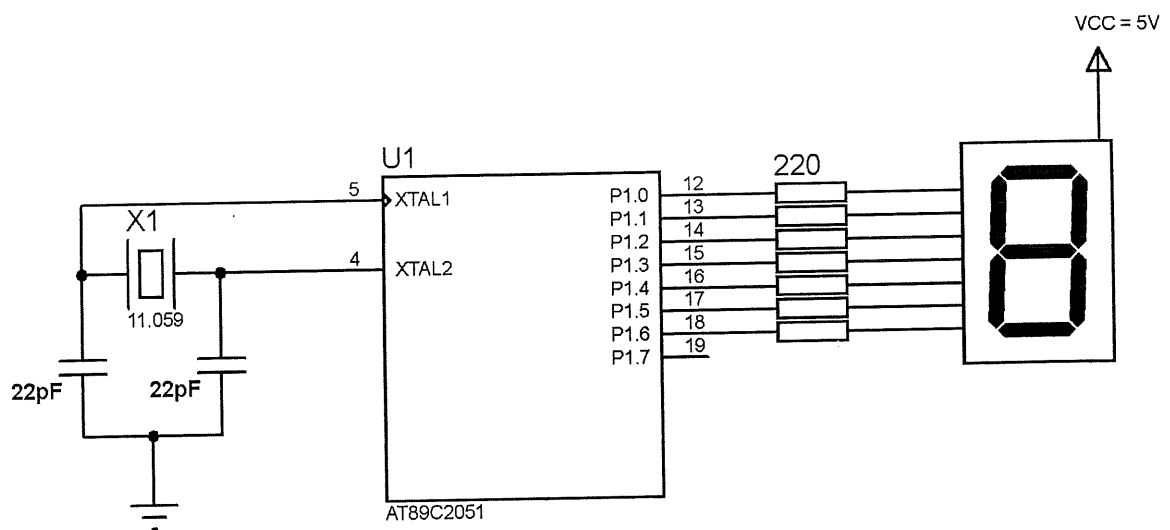 VCC = 5V
U1
220
5
XTAL1
P1.0
12
X1
P1.1
13
P1.2
14
4
XTAL2
P1.3
15
P1.4
16
11.059
P1.5
17
P1.6
18
P1.7
19
22pF
22pF
AT89C2051